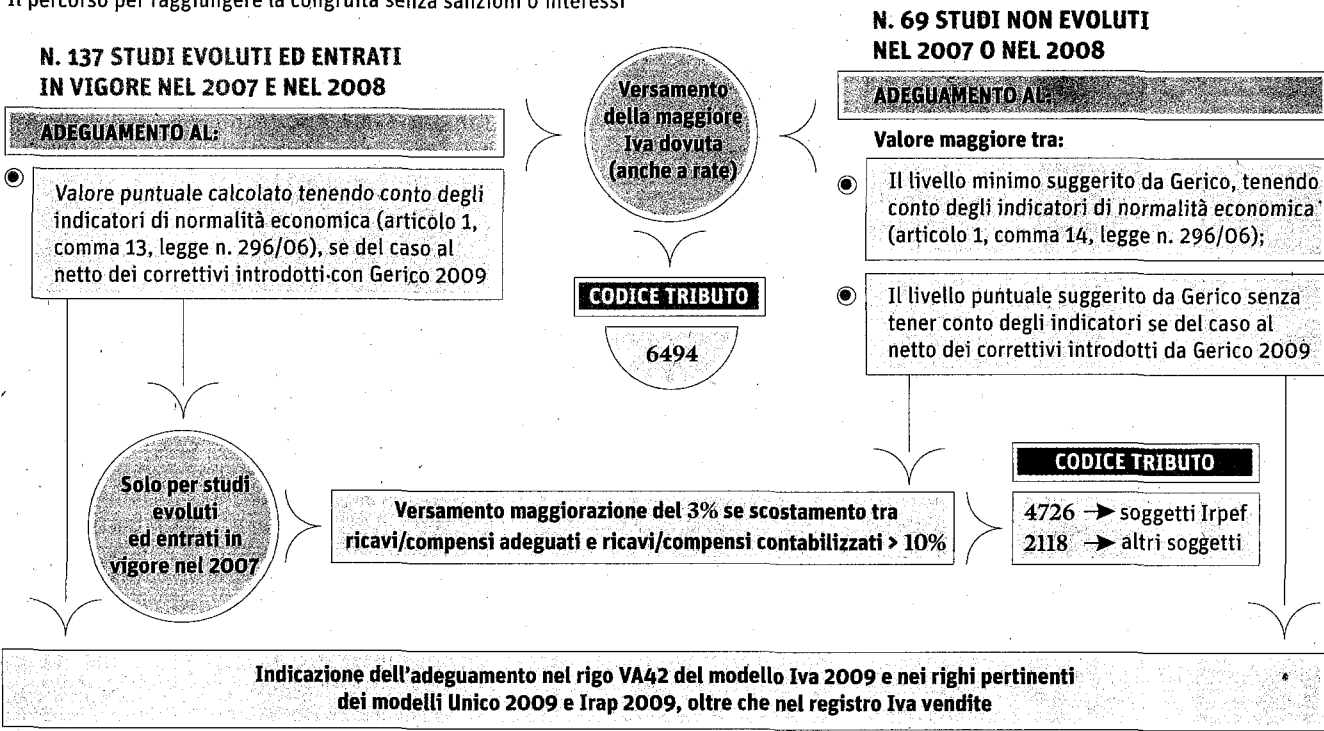 Il percorso per raggiungere la congruità senza sanzioni o interessi
N. 137 STUDI EVOLUTI ED ENTRATI
IN VIGORE NEL 2007 E NEL 2008
ADEGUAMENTO AL:
Valore puntuale calcolato tenendo conto degli
indicatori di normalità economica (articolo 1,
comma 13, legge n. 296/06), se del caso al
netto dei correttivi introdotti con Gerico 2009
Versamento
della maggiore
Iva dovuta
(anche a rate)
CODICE TRIBUTO
6494
N. 69 STUDI NON EVOLUTI
NEL 2007 O NEL 2008
ADEGUAMENTO AL:
Valore maggiore tra:
Il livello minimo suggerito da Gerico, tenendo
conto degli indicatori di normalità economica
(articolo 1, comma 14, legge n. 296/06);
Il livello puntuale suggerito da Gerico senza
tener conto degli indicatori se del caso al
netto dei correttivi introdotti da Gerico 2009
Solo per studi
evoluti
ed entrati in
vigore nel 2007
Versamento maggiorazione del 3% se scostamento tra
ricavi/compensi adeguati e ricavi/compensi contabilizzati > 10%
CODICE TRIBUTO
4726 → soggetti Irpef
2118 → altri soggetti
Indicazione dell'adeguamento nel rigo VA42 del modello Iva 2009 e nei righi pertinenti
dei modelli Unico 2009 e Irap 2009, oltre che nel registro Iva vendite